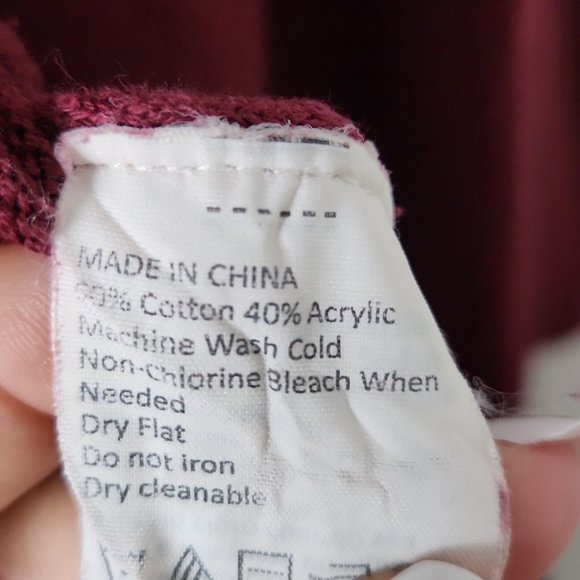 ------
MADE IN CHINA
60% Cotton 40% Acrylic
Machine Wash Cold
Non-Chlorine Bleach When
Needed
Dry Flat
Do not iron
Dry cleanable